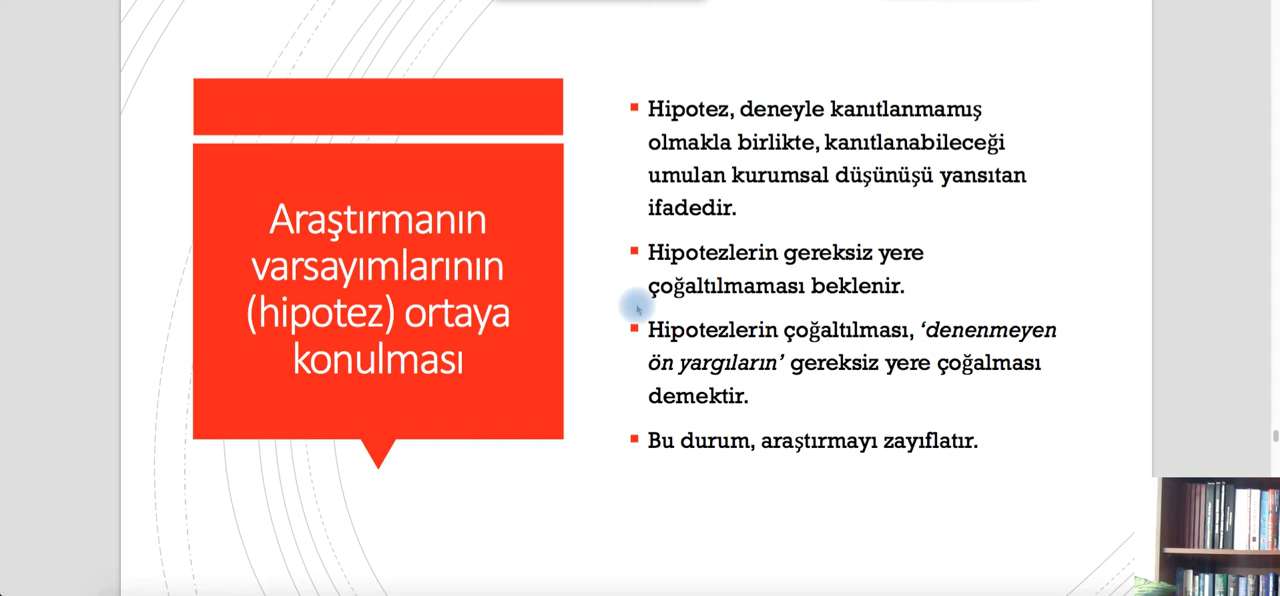 Araştırmanın
varsayımlarının
(hipotez) ortaya
konulması
Hipotez, deneyle kanıtlanmamış
olmakla birlikte, kanıtlanabileceği
umulan kurumsal düşünüşü yansıtan
ifadedir.
Hipotezlerin gereksiz yere
çoğaltılmaması beklenir.
Hipotezlerin çoğaltılması, ‘denenmeyen
ön yargıların’ gereksiz yere çoğalması
demektir.
Bu durum, araştırmayı zayıflatır.